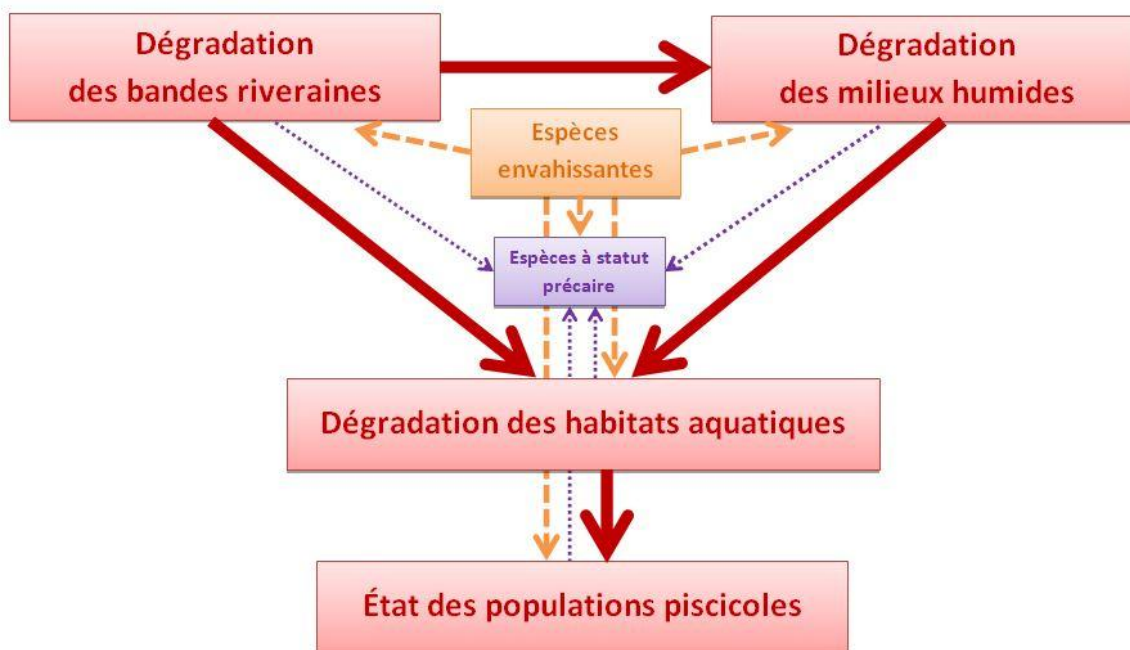 Dégradation
des bandes riveraines
Dégradation
des milieux humides
Espèces
envahissantes
Espèces à statut
précaire
Dégradation des habitats aquatiques
État des populations piscicoles